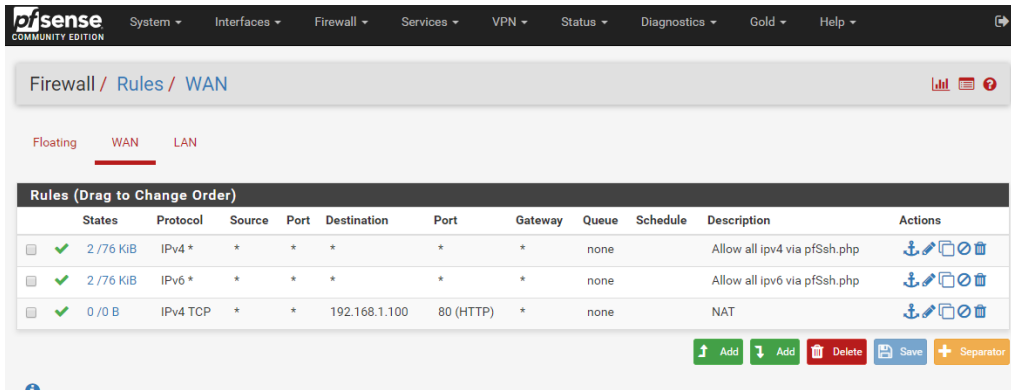 pfsense System Interfaces Firewall Services VPN Status Diagnostics Gold Help
COMMUNITY EDITION
Firewall / Rules / WAN
Floating WAN LAN
Rules (Drag to Change Order)
States Protocol Source Port Destination Port Gateway Queue Schedule Description Actions
2 /76 KiB IPv4 * * * * * * none Allow all ipv4 via pfSsh.php
2 /76 KiB IPv6 * * * * * * none Allow all ipv6 via pfSsh.php
0 /0 B IPv4 TCP * * 192.168.1.100 80 (HTTP) * none NAT
Add Add Delete Save Separator